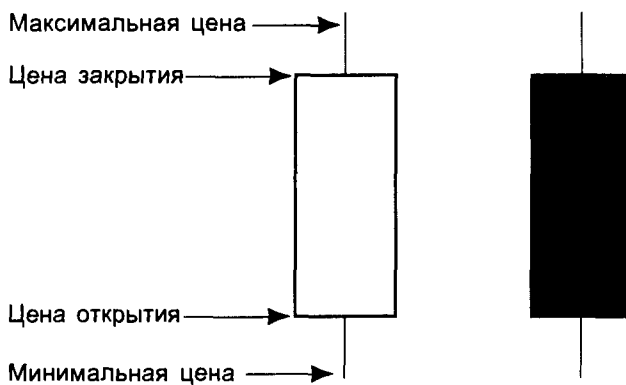 Максимальная цена
Цена закрытия
Цена открытия
Минимальная цена